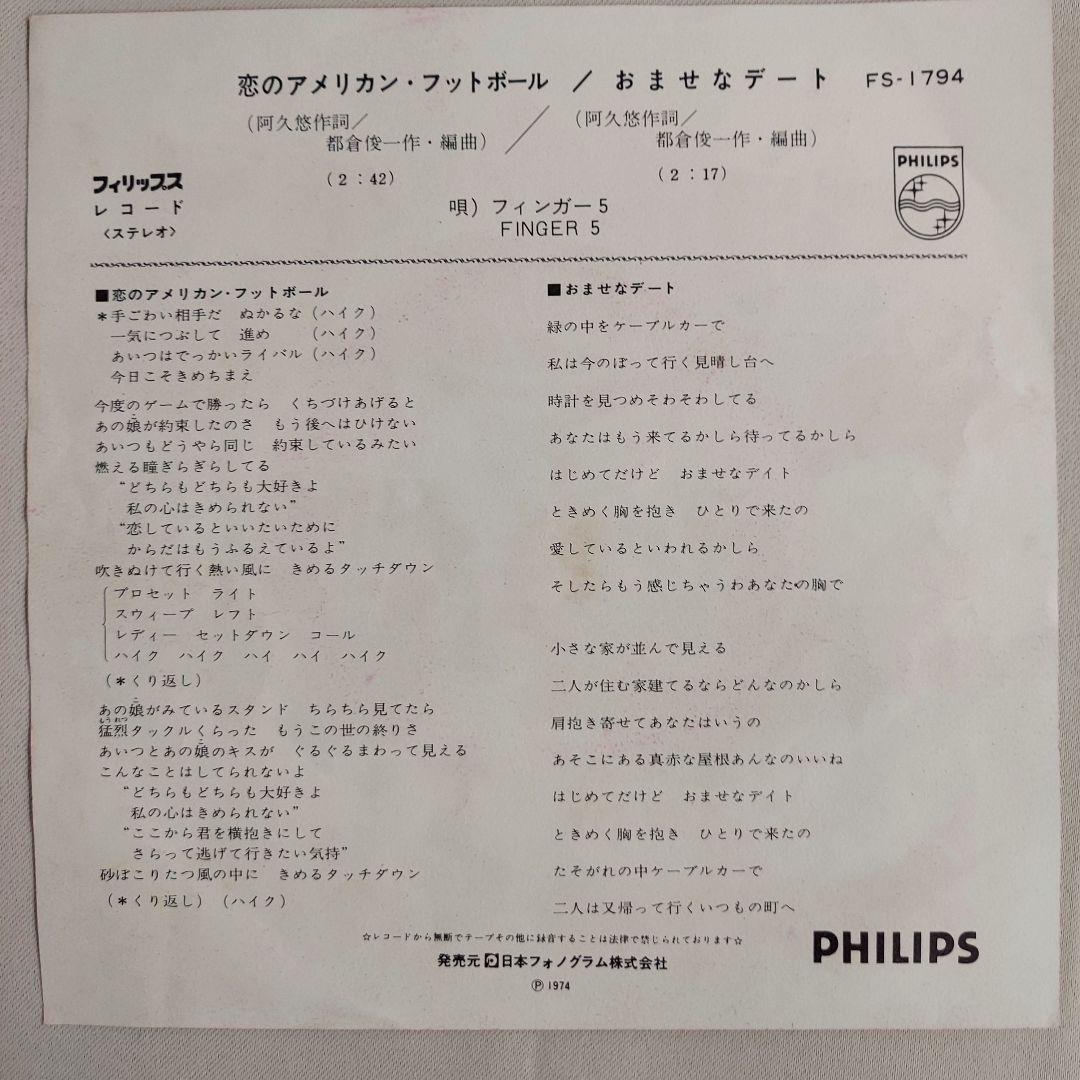 恋のアメリカン・フットボール / おませなデート FS-1794
(阿久悠作詞/都倉俊一作・編曲) / (阿久悠作詞/都倉俊一作・編曲)
(2:42) (2:17)
フィリップス
レコード
<ステレオ>
唄) フィンガー5
FINGER 5
PHILIPS
■恋のアメリカン・フットボール
*手ごわい相手だ ぬかるな(ハイク)
一気につぶして 進め (ハイク)
あいつはでっかいライバル(ハイク)
今日こそきめちまえ
今度のゲームで勝ったら くちづけあげると
あの娘が約束したのさ もう後へはひけない
あいつもどうやら同じ 約束しているみたい
燃える瞳ぎらぎらしてる
“どちらもどちらも大好きよ
私の心はきめられない”
“恋しているといいたいために
からだはもうふるえているよ”
吹きぬけて行く熱い風に きめるタッチダウン
プロセット ライト
スウィープ レフト
レディー セットダウン コール
ハイク ハイク ハイ ハイ ハイク
(*くり返し)
あの娘がみているスタンド ちらちら見てたら
猛烈タックルくらった もうこの世の終りさ
あいつとあの娘のキスが ぐるぐるまわって見える
こんなことはしてられないよ
“どちらもどちらも大好きよ
私の心はきめられない”
“ここから君を横抱きにして
さらって逃げて行きたい気持”
砂ぼこりたつ風の中に きめるタッチダウン
(*くり返し)(ハイク)
■おませなデート
緑の中をケーブルカーで
私は今のぼって行く見晴し台へ
時計を見つめそわそわしてる
あなたはもう来てるかしら待ってるかしら
はじめてだけど おませなデイト
ときめく胸を抱き ひとりで来たの
愛しているといわれるかしら
そしたらもう感じちゃうわあなたの胸で
小さな家が並んで見える
二人が住む家建てるならどんなのかしら
肩抱き寄せてあなたはいうの
あそこにある真赤な屋根あんなのいいね
はじめてだけど おませなデイト
ときめく胸を抱き ひとりで来たの
たそがれの中ケーブルカーで
二人は又帰って行くいつもの町へ
☆レコードから無断でテープその他に録音することは法律で禁じられております☆
発売元 日本フォノグラム株式会社
Ⓟ 1974
PHILIPS